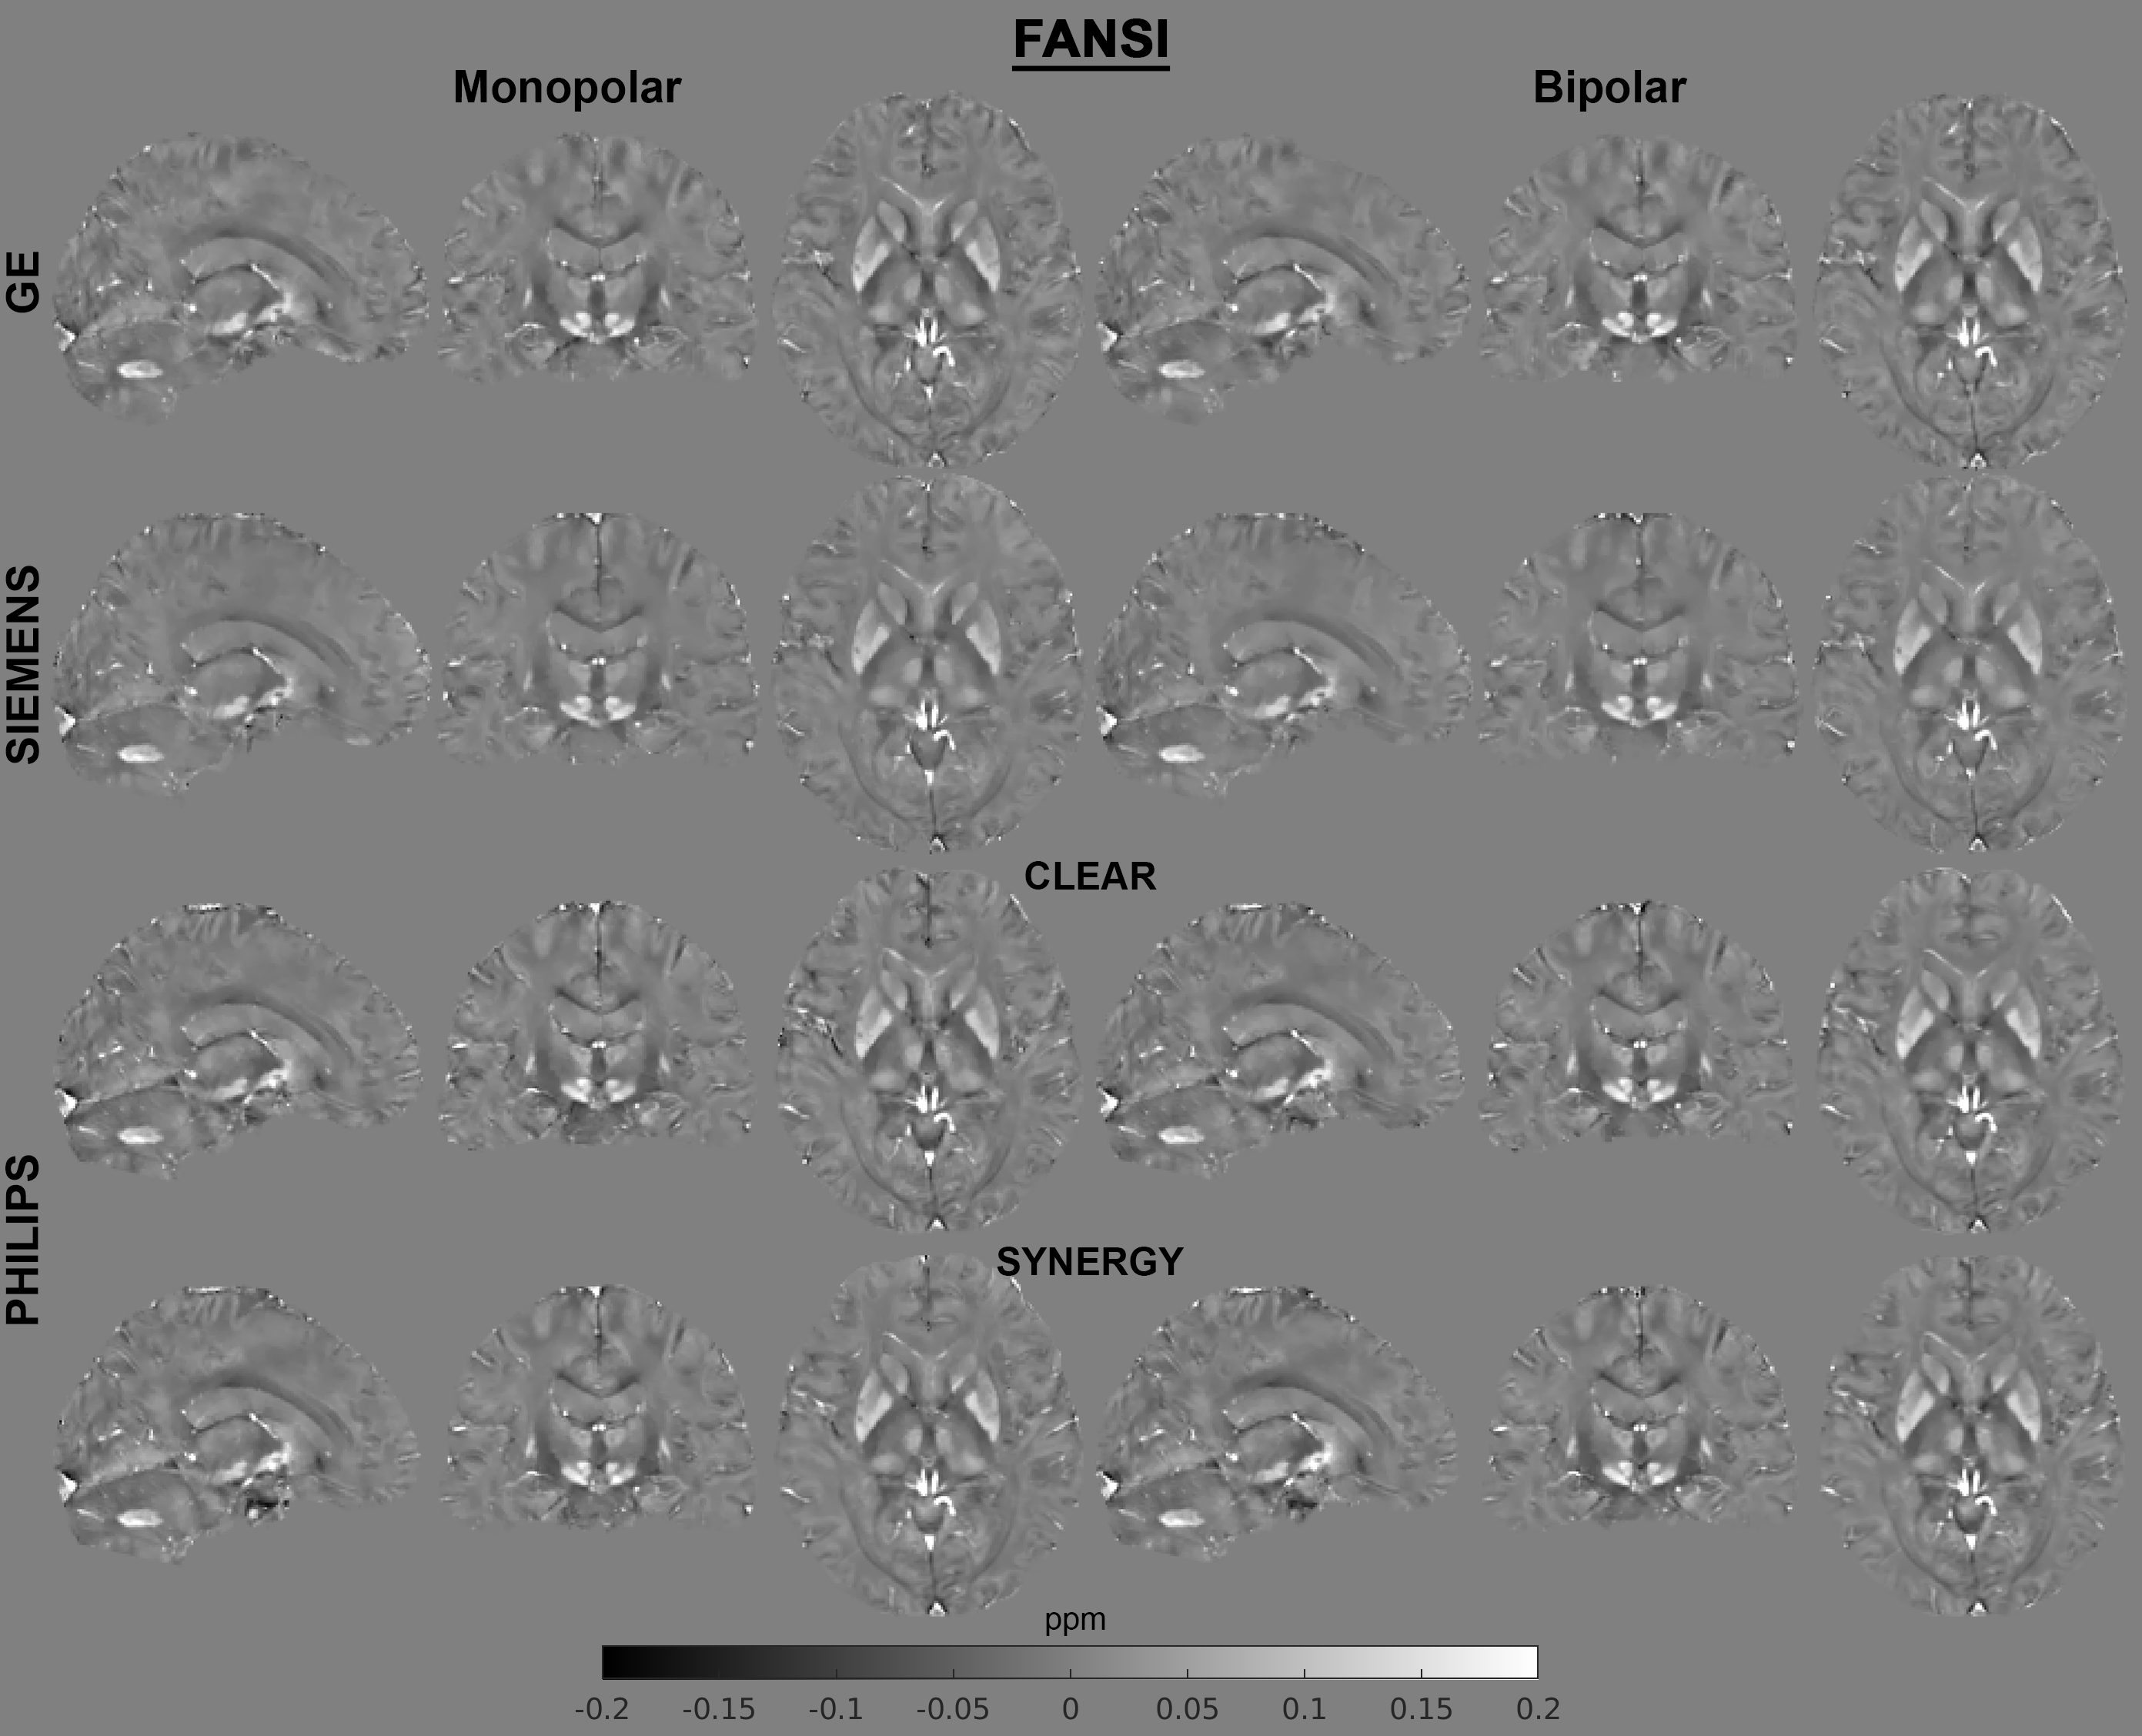 FANSI
Monopolar
Bipolar
GE
SIEMENS
CLEAR
PHILIPS
SYNERGY
ppm
-0.2 -0.15 -0.1 -0.05 0 0.05 0.1 0.15 0.2